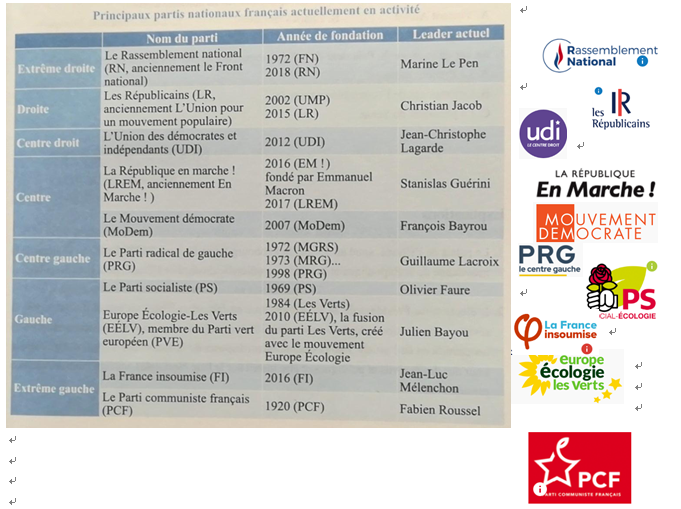 Principaux partis nationaux français actuellement en activité
Nom du parti
Année de fondation
Leader actuel
Extrême droite
Le Rassemblement national
(RN, anciennement le Front
national)
1972 (FN)
2018 (RN)
Marine Le Pen
Droite
Les Républicains (LR,
anciennement L'Union pour
un mouvement populaire)
2002 (UMP)
2015 (LR)
Christian Jacob
Centre droit
L'Union des démocrates et
indépendants (UDI)
2012 (UDI)
Jean-Christophe
Lagarde
Centre
La République en marche !
(LREM, anciennement En
Marche ! )
2016 (EM !)
fondé par Emmanuel
Macron
2017 (LREM)
Stanislas Guérini
Le Mouvement démocrate
(MoDem)
2007 (MoDem)
François Bayrou
Centre gauche
Le Parti radical de gauche
(PRG)
1972 (MGRS)
1973 (MRG)...
1998 (PRG)
Guillaume Lacroix
Gauche
Le Parti socialiste (PS)
1969 (PS)
Olivier Faure
Europe Écologie-Les Verts
(EÉLV), membre du Parti vert
européen (PVE)
1984 (Les Verts)
2010 (EÉLV), la fusion
du parti Les Verts, créé
avec le mouvement
Europe Écologie
Julien Bayou
Extrême gauche
La France insoumise (FI)
2016 (FI)
Jean-Luc
Mélenchon
Le Parti communiste français
(PCF)
1920 (PCF)
Fabien Roussel
Rassemblement
National
les
Républicains
udi
LE CENTRE DROIT
LA RÉPUBLIQUE
En Marche !
MOUVEMENT
DÉMOCRATE
PRG
le centre gauche
PS
CIAL-ÉCOLOGIE
La France
insoumise
europe
écologie
les Verts
PCF
PARTI COMMUNISTE FRANÇAIS